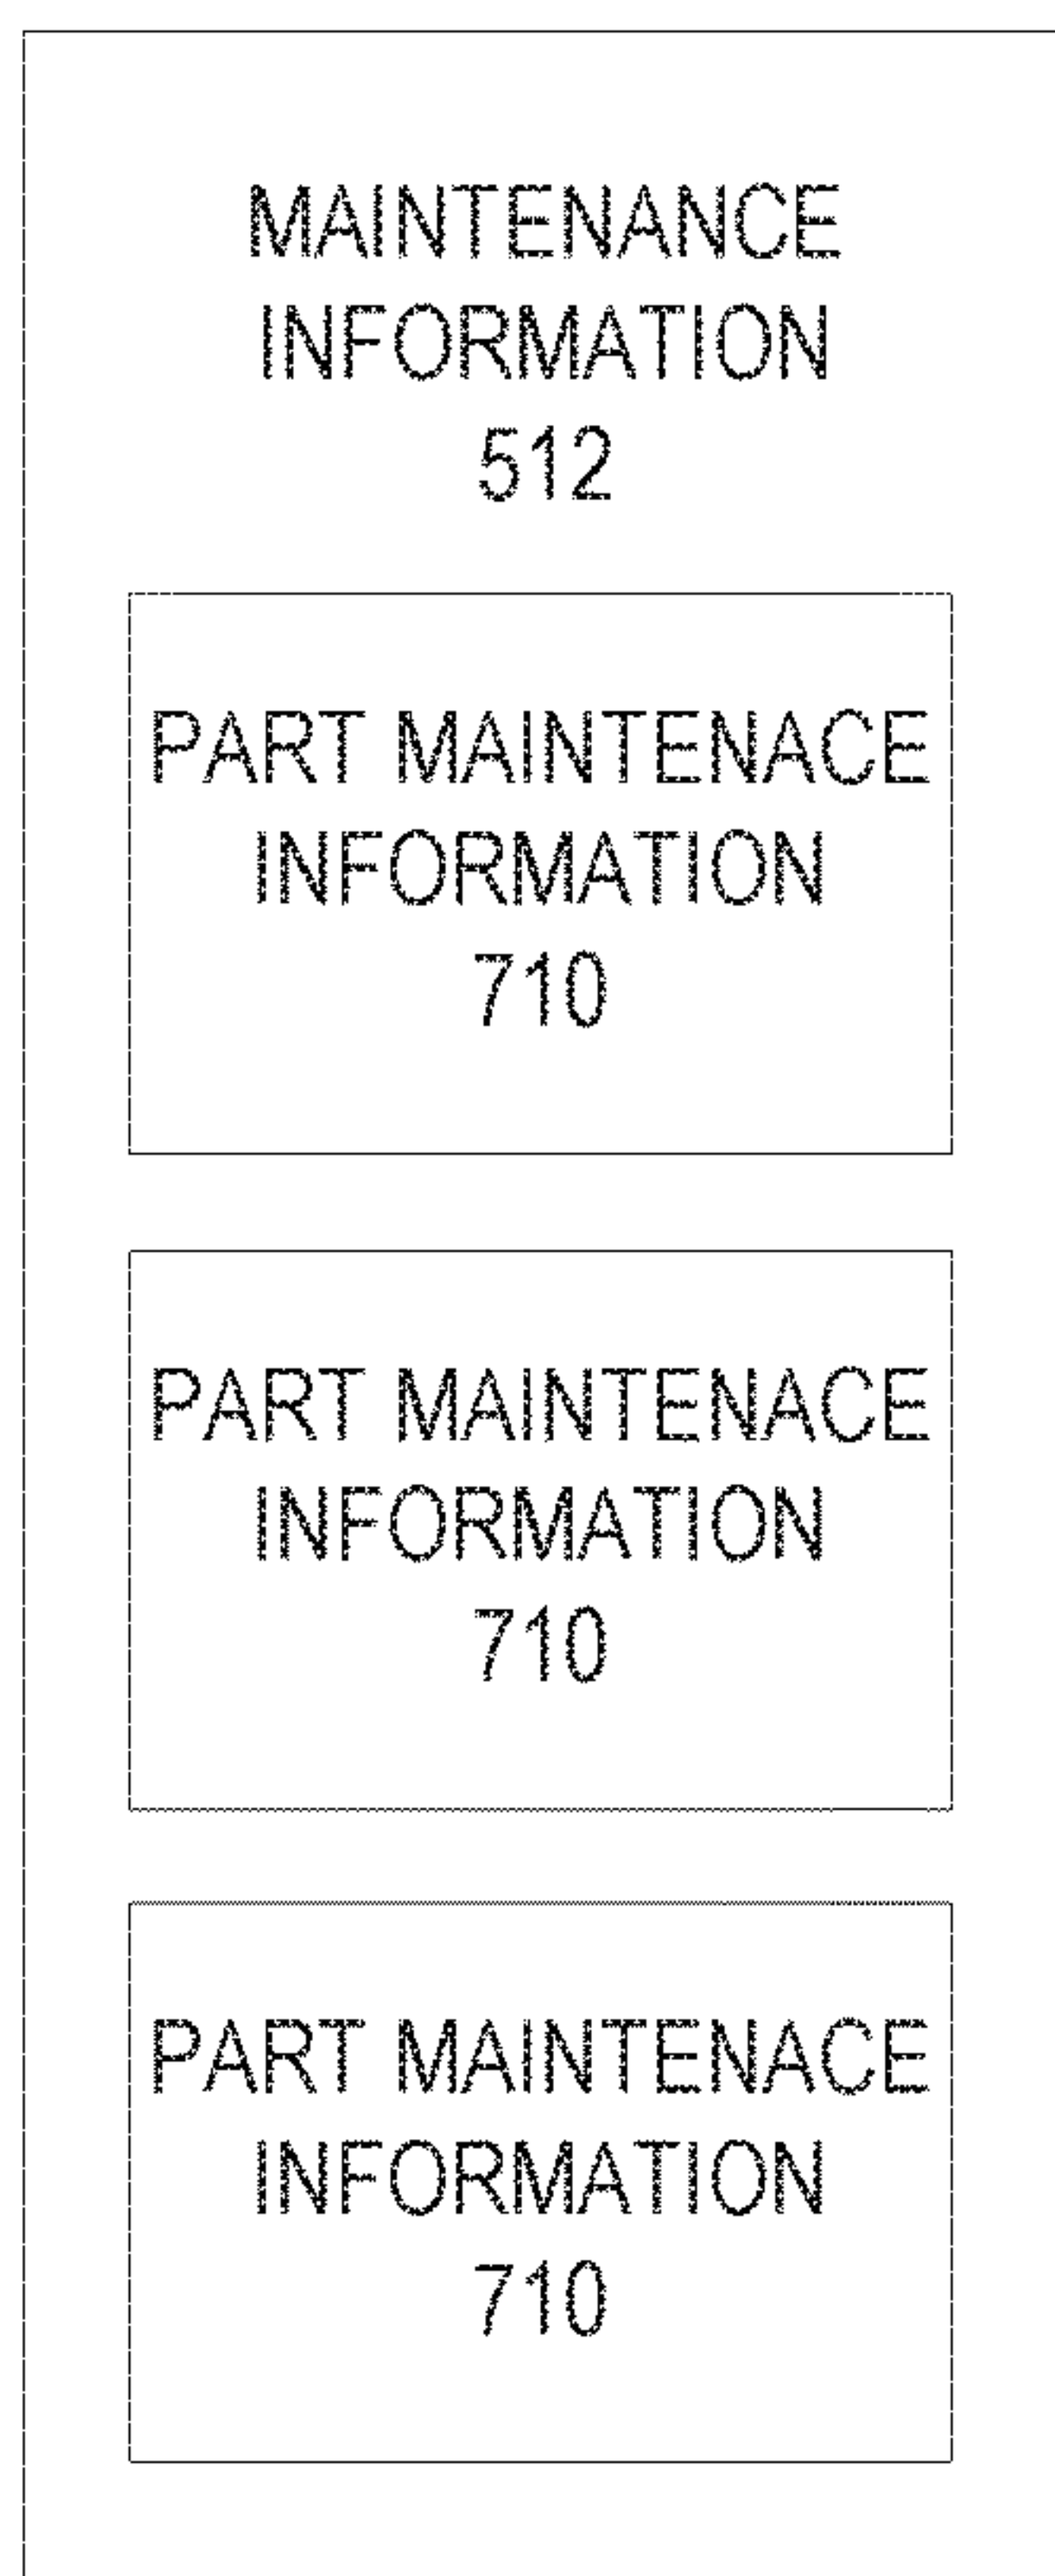 MAINTENANCE
INFORMATION
512
PART MAINTENACE
INFORMATION
710
PART MAINTENACE
INFORMATION
710
PART MAINTENACE
INFORMATION
710